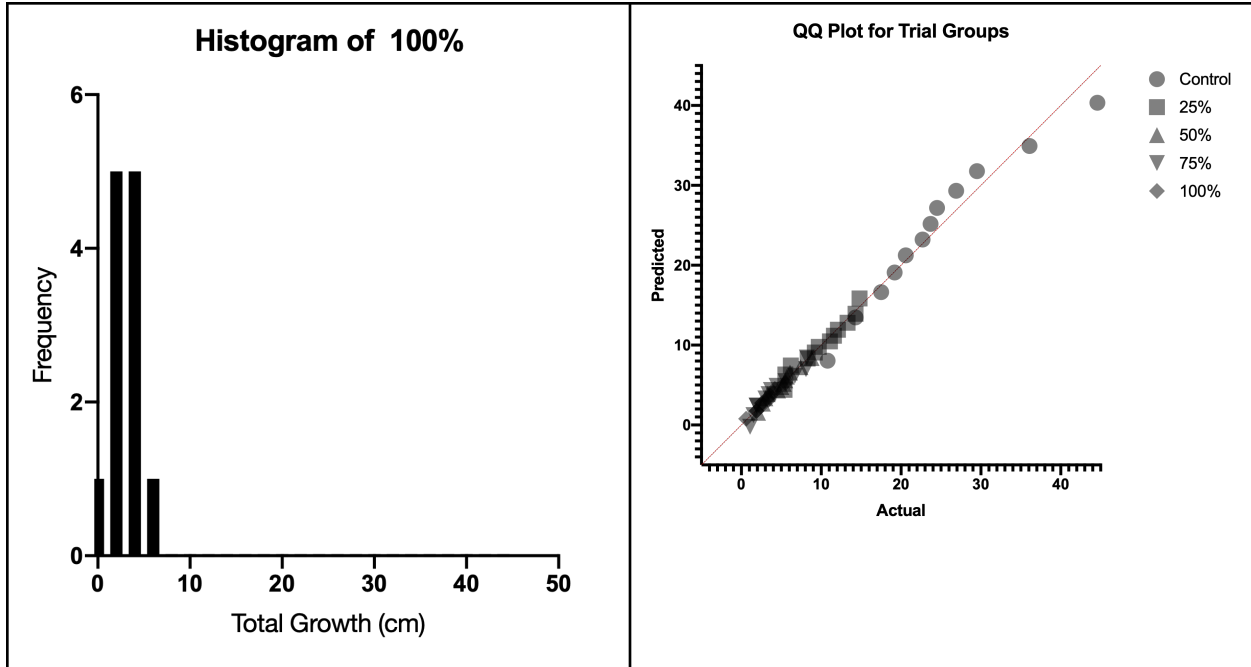 Histogram of 100%
6
4
2
0
Frequency
0 10 20 30 40 50
Total Growth (cm)
QQ Plot for Trial Groups
40
30
20
10
0
Predicted
0 10 20 30 40
Actual
Control
25%
50%
75%
100%